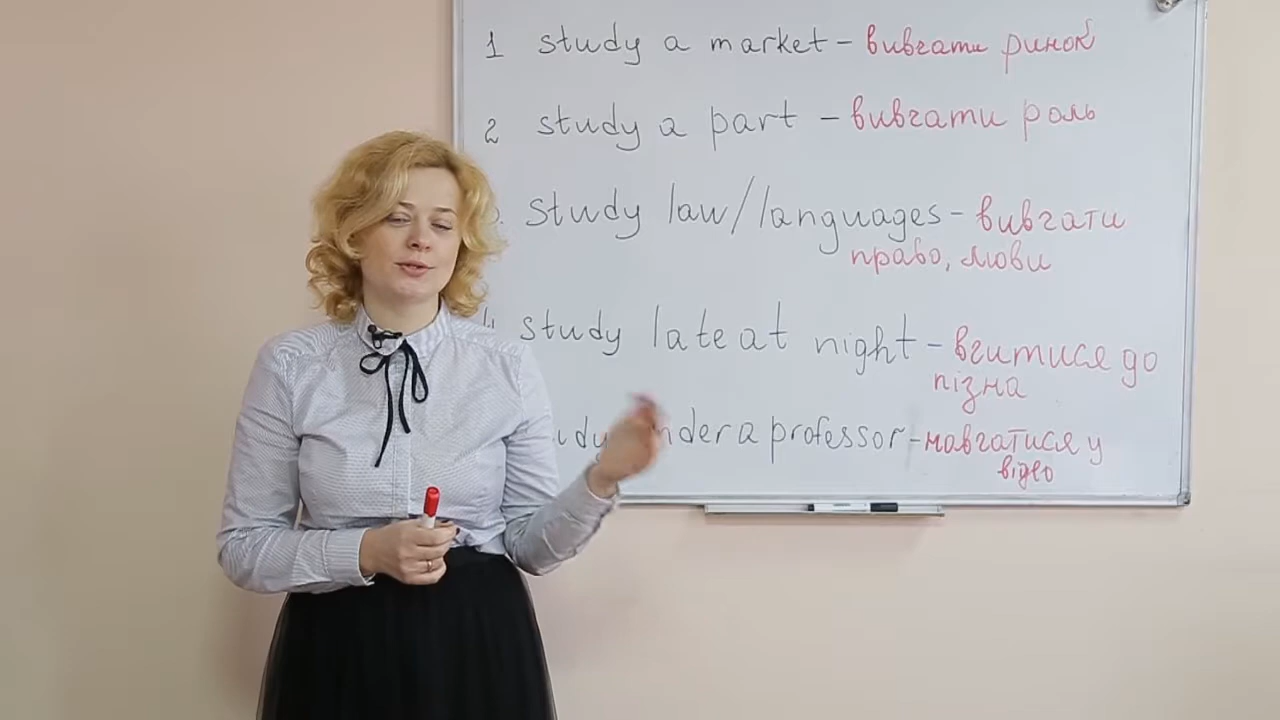 1 study a market – вивчати ринок
2 study a part – вивчати роль
study law/languages – вивчати
право, мови
study late at night – вчитися до
пізна
a professor – навчатися у
відео